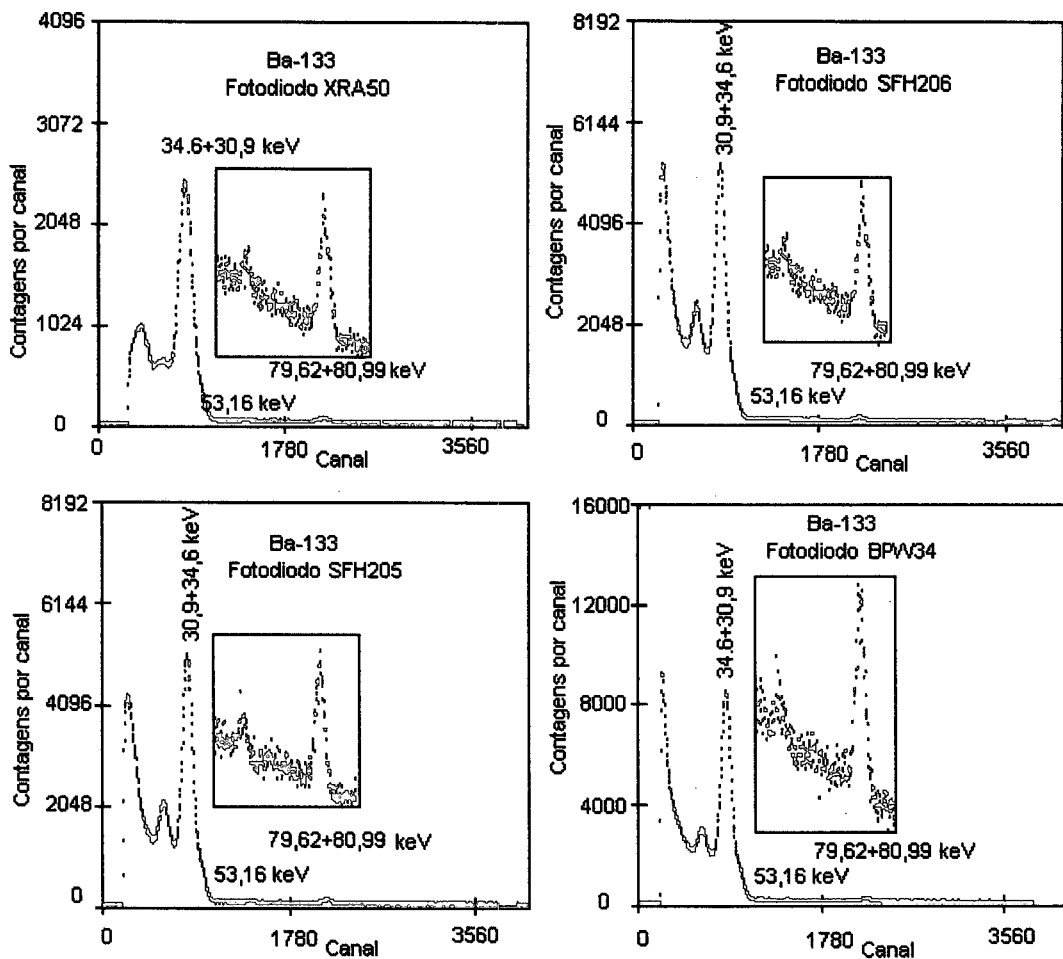 4096
3072
2048
1024
0
Contagens por canal
Ba-133
Fotodiodo XRA50
34.6+30,9 keV
79,62+80,99 keV
53,16 keV
0
1780
3560
Canal
8192
6144
4096
2048
0
Contagens por canal
Ba-133
Fotodiodo SFH206
30,9+34,6 keV
79,62+80,99 keV
53,16 keV
0
1780
3560
Canal
8192
6144
4096
2048
0
Contagens por canal
Ba-133
Fotodiodo SFH205
30,9+34,6 keV
79,62+80,99 keV
53,16 keV
0
1780
3560
Canal
16000
12000
8000
4000
0
Contagens por canal
Ba-133
Fotodiodo BPW34
34.6+30,9 keV
79,62+80,99 keV
53,16 keV
0
1780
3560
Canal